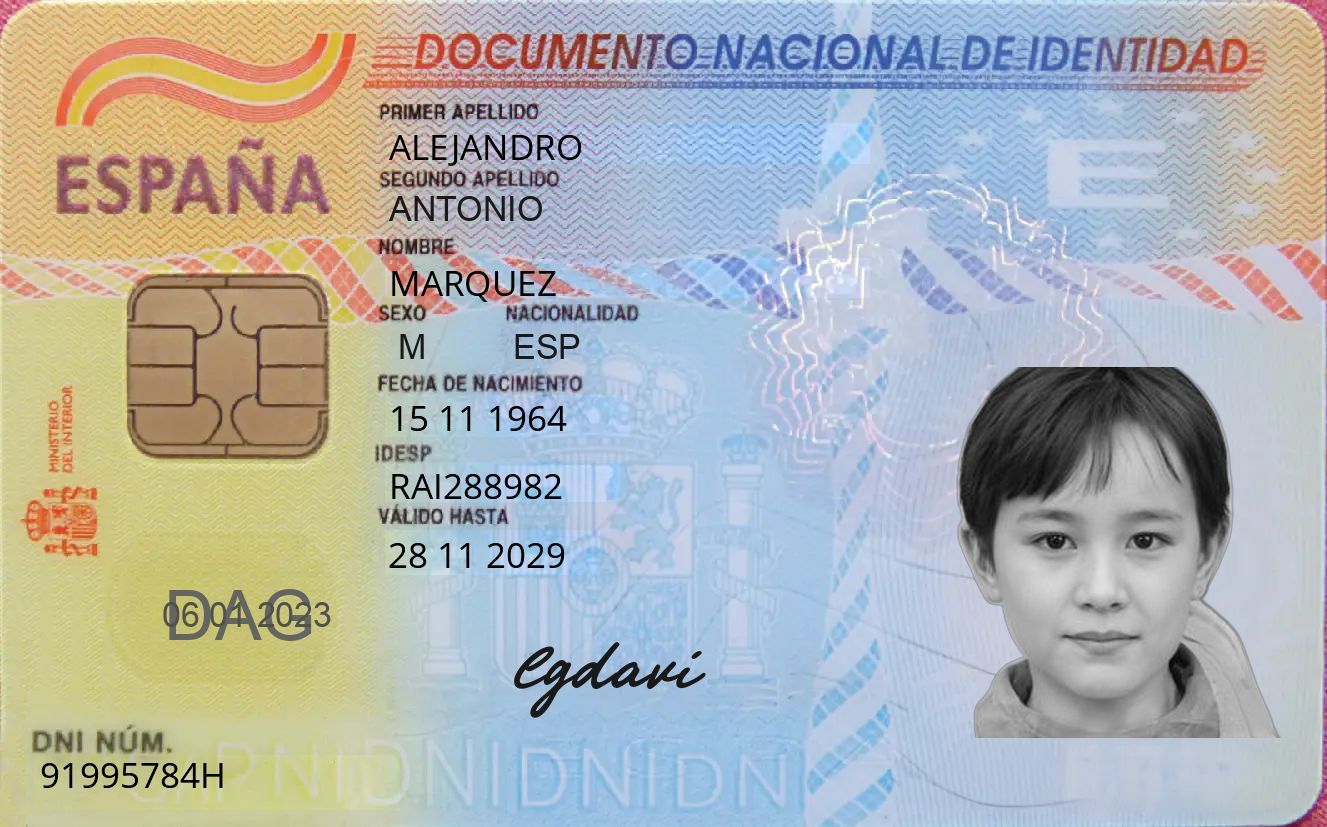 DOCUMENTO NACIONAL DE IDENTIDAD
ESPAÑA
PRIMER APELLIDO
ALEJANDRO
SEGUNDO APELLIDO
ANTONIO
NOMBRE
MARQUEZ
SEXO NACIONALIDAD
M ESP
FECHA DE NACIMIENTO
15 11 1964
IDESP
RAI288982
VÁLIDO HASTA
28 11 2029
MINISTERIO
DEL INTERIOR
E
06 01 2023
DAG
Egdavi
DNI NÚM.
91995784H
DNIDNIDNIDN